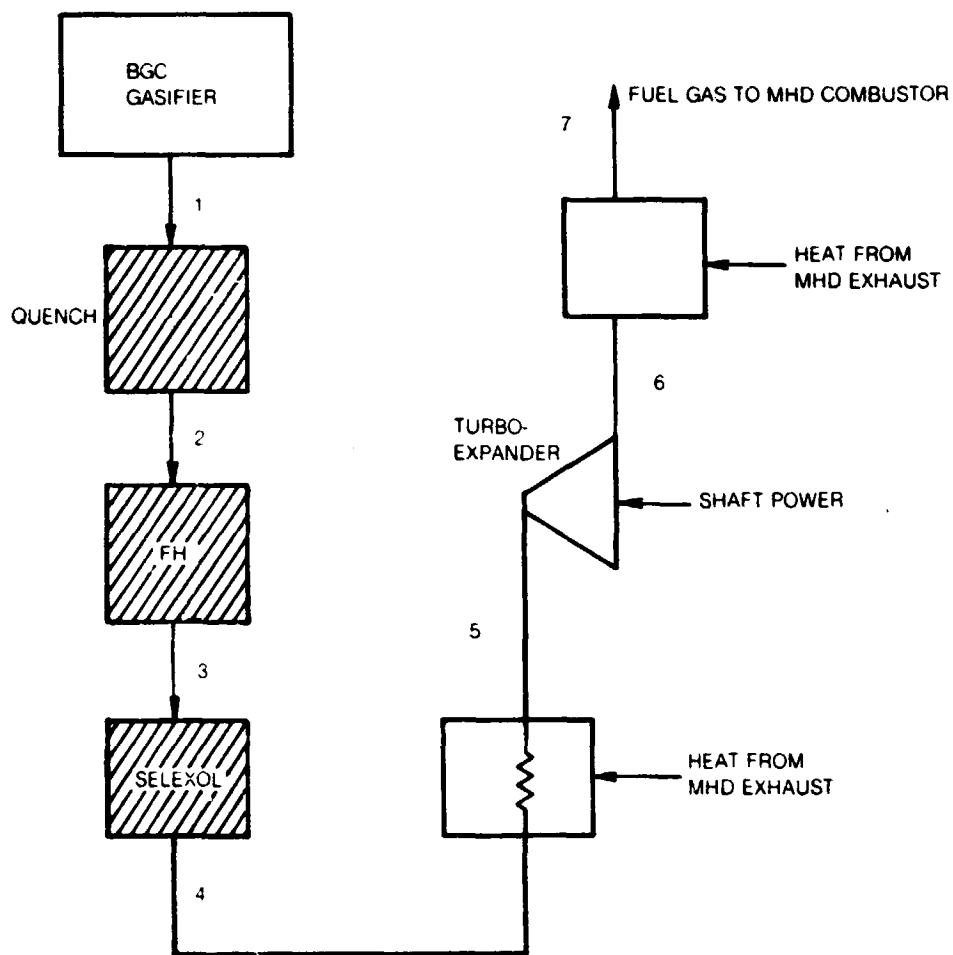 BGC
GASIFIER
1
QUENCH
2
FH
3
SELEXOL
4
HEAT FROM
MHD EXHAUST
5
TURBO-
EXPANDER
SHAFT POWER
6
HEAT FROM
MHD EXHAUST
7
FUEL GAS TO MHD COMBUSTOR